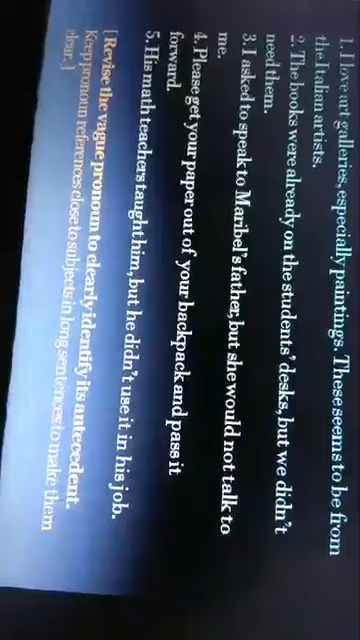 1. I love art galleries, especially paintings. These seems to be from
the Italian artists.
2. The books were already on the students' desks, but we didn't
need them.
3. I asked to speak to Maribel's father, but she would not talk to
me.
4. Please get your paper out of your backpack and pass it
forward.
5. His math teachers taught him, but he didn't use it in his job.
[Revise the vague pronoun to clearly identify its antecedent.
Keep pronoun references close to subjects in long sentences to make them
clear.]